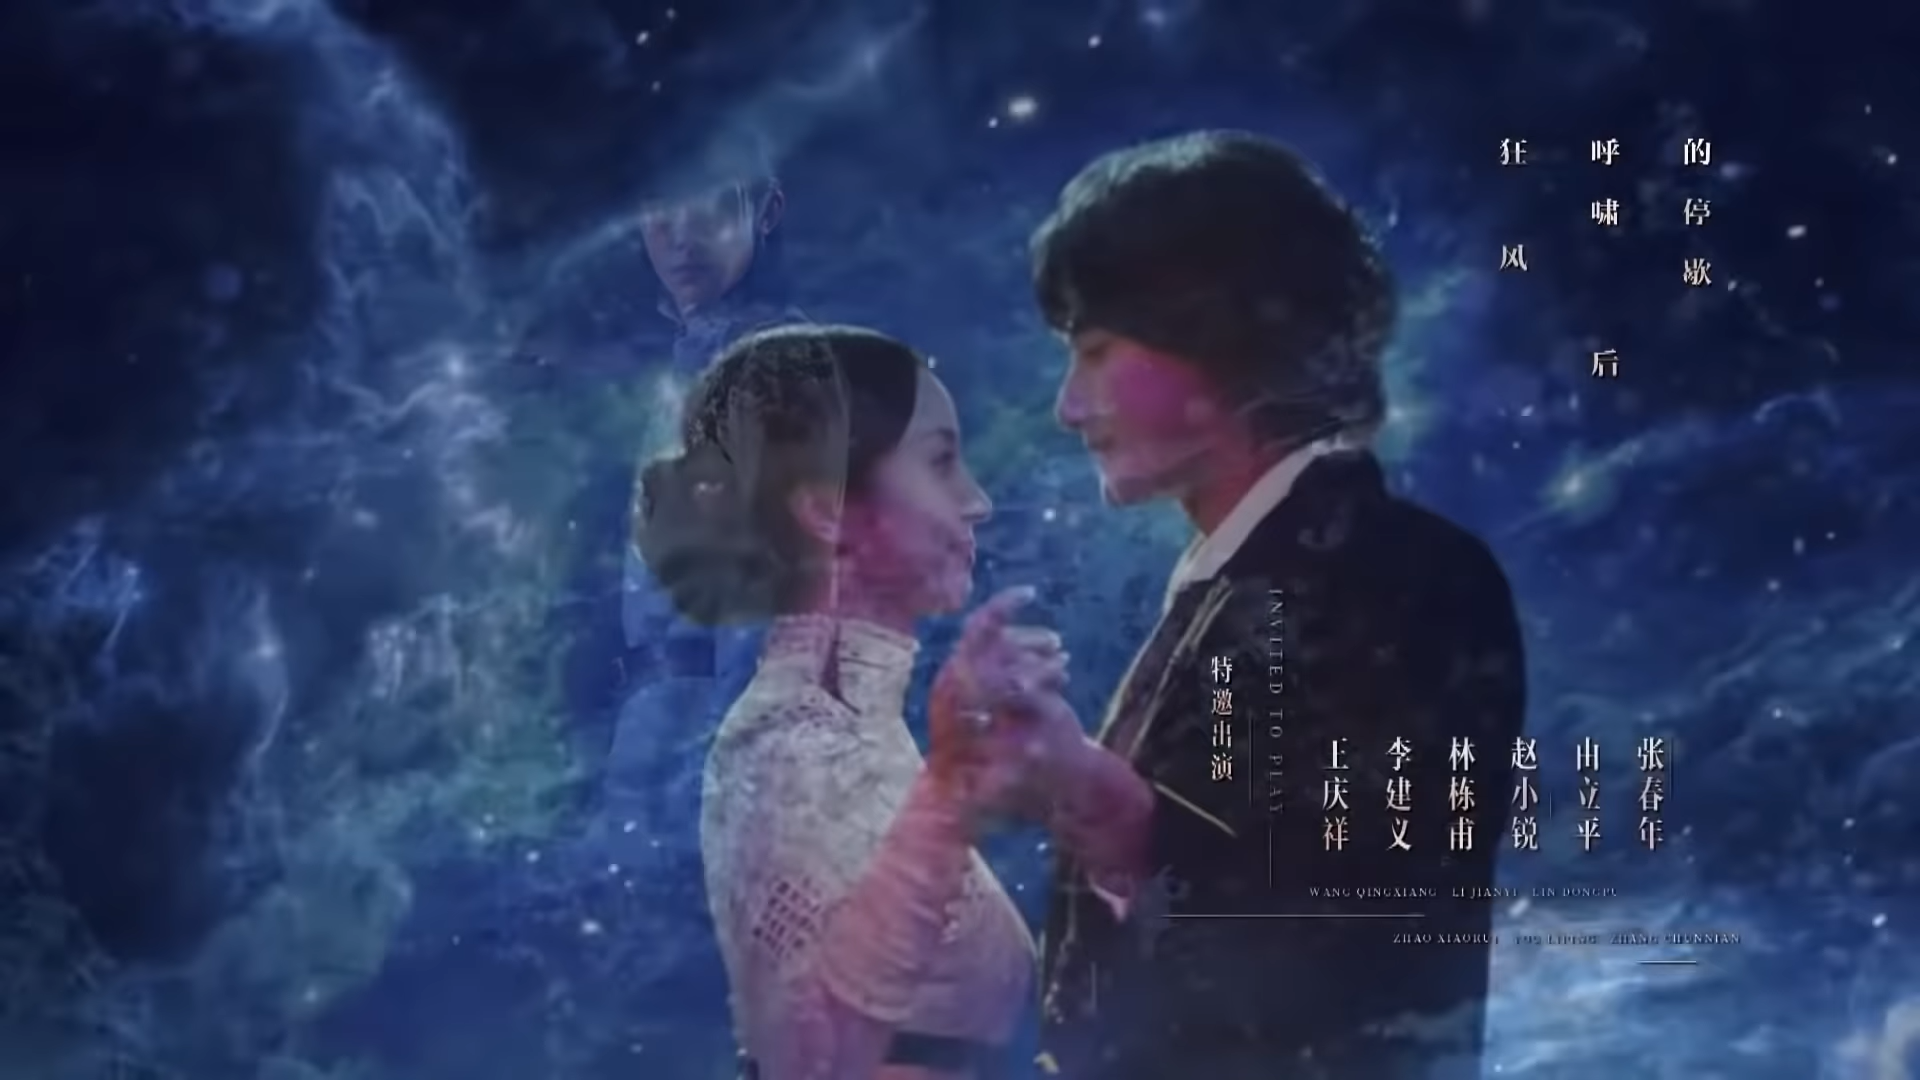 狂风
呼啸后
的停歇
特邀出演
INVITED TO PLAY
王庆祥
李建义
林栋甫
赵小锐
由立平
张春年
WANG QINGXIANG LI JIANYI LIN DONGPU
ZHAO XIAORUI YOU LIPING ZHANG CHUNNIAN